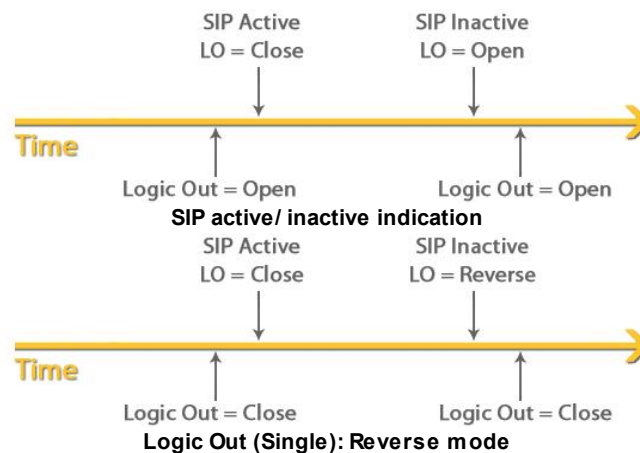 SIP Active
LO = Close
SIP Inactive
LO = Open
Time
Logic Out = Open
Logic Out = Open
SIP active/ inactive indication
SIP Active
LO = Close
SIP Inactive
LO = Reverse
Time
Logic Out = Close
Logic Out = Close
Logic Out (Single): Reverse mode